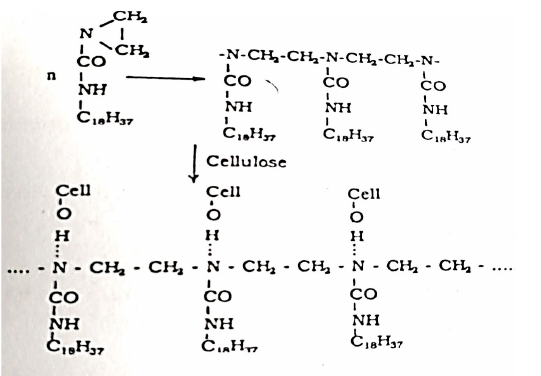 CH₂
N
CH₂
CO
n
NH
C₁₈H₃₇
-N-CH₂-CH₂-N-CH₂-CH₂-N-
CO CO CO
NH NH NH
C₁₈H₃₇ C₁₈H₃₇ C₁₈H₃₇
Cellulose
Cell Cell Cell
O O O
H H H
.... - N - CH₂ - CH₂ - N - CH₂ - CH₂ - N - CH₂ - CH₂ - ....
CO CO CO
NH NH NH
C₁₈H₃₇ C₁₈H₃₇ C₁₈H₃₇